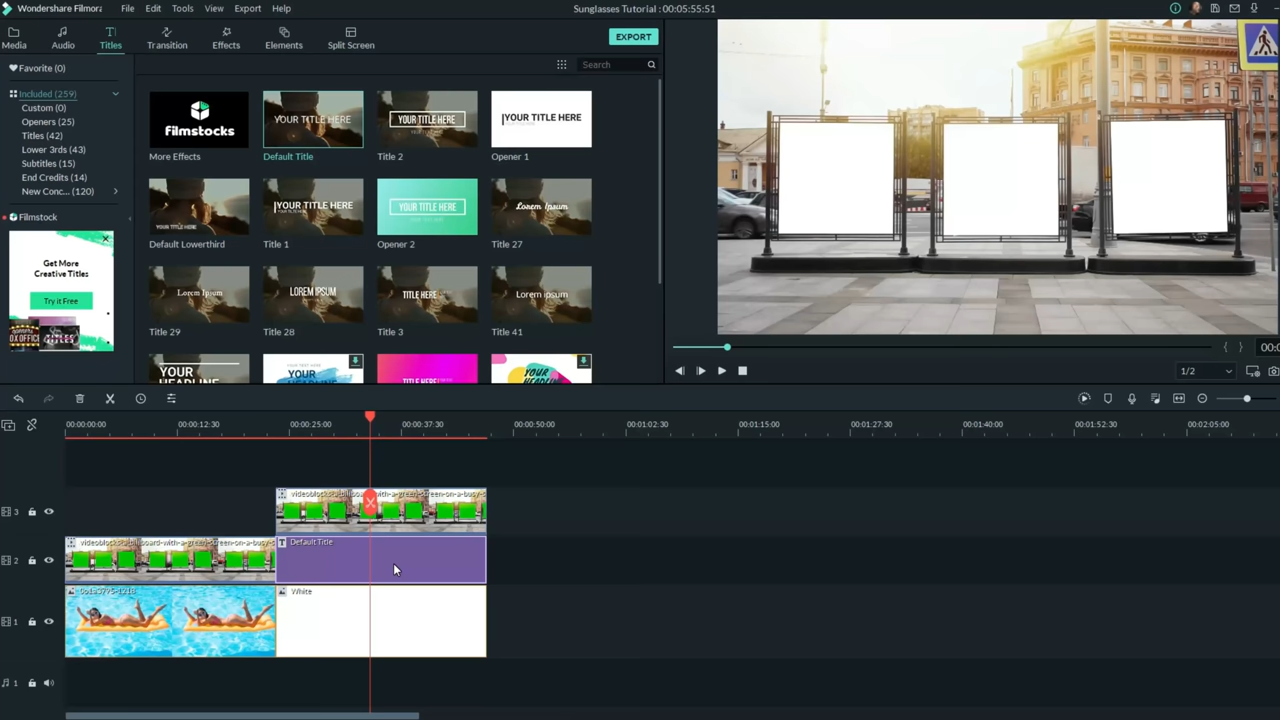 Wondershare Filmora
File Edit Tools View Export Help
Sunglasses Tutorial : 00:05:55:51
Media Audio Titles Transition Effects Elements Split Screen
EXPORT
Favorite (0)
Search
Included (259)
Custom (0)
Openers (25)
Titles (42)
Lower 3rds (43)
Subtitles (15)
End Credits (14)
New Conc... (120)
Filmstock
Get More
Creative Titles
Try it Free
filmstocks
YOUR TITLE HERE
YOUR TITLE HERE
YOUR TITLE HERE
More Effects
Default Title
Title 2
Opener 1
YOUR TITLE HERE
YOUR TITLE HERE
Lorem Ipsum
Default Lowerthird
Title 1
Opener 2
Title 27
Lorem Ipsum
LOREM IPSUM
TITLE HERE
Lorem ipsum
Title 29
Title 28
Title 3
Title 41
YOUR
HEADLINE
YOUR
HEADLINE
YOUR TITLE HERE
YOUR
1/2
00:0
00:00:00:00 00:00:12:30 00:00:25:00 00:00:37:30 00:00:50:00 00:01:02:30 00:01:15:00 00:01:27:30 00:01:40:00 00:01:52:30 00:02:05:00
videoblocks-a-billboard-with-a-green-screen-on-a-busy-s
3
videoblocks-a-billboard-with-a-green-screen-on-a-busy-s
Default Title
2
White
1
1